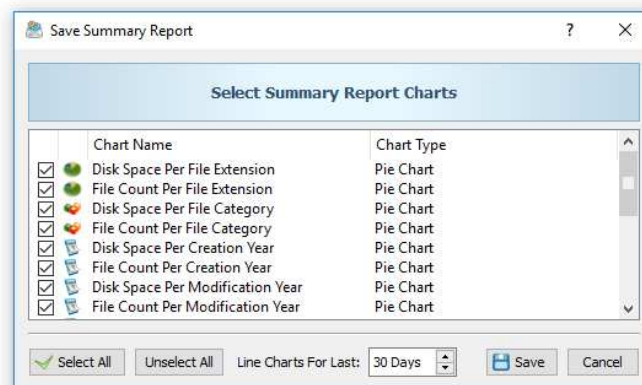 Save Summary Report ?
Select Summary Report Charts
Chart Name Chart Type
Disk Space Per File Extension Pie Chart
File Count Per File Extension Pie Chart
Disk Space Per File Category Pie Chart
File Count Per File Category Pie Chart
Disk Space Per Creation Year Pie Chart
File Count Per Creation Year Pie Chart
Disk Space Per Modification Year Pie Chart
File Count Per Modification Year Pie Chart
Select All Unselect All Line Charts For Last: 30 Days Save Cancel